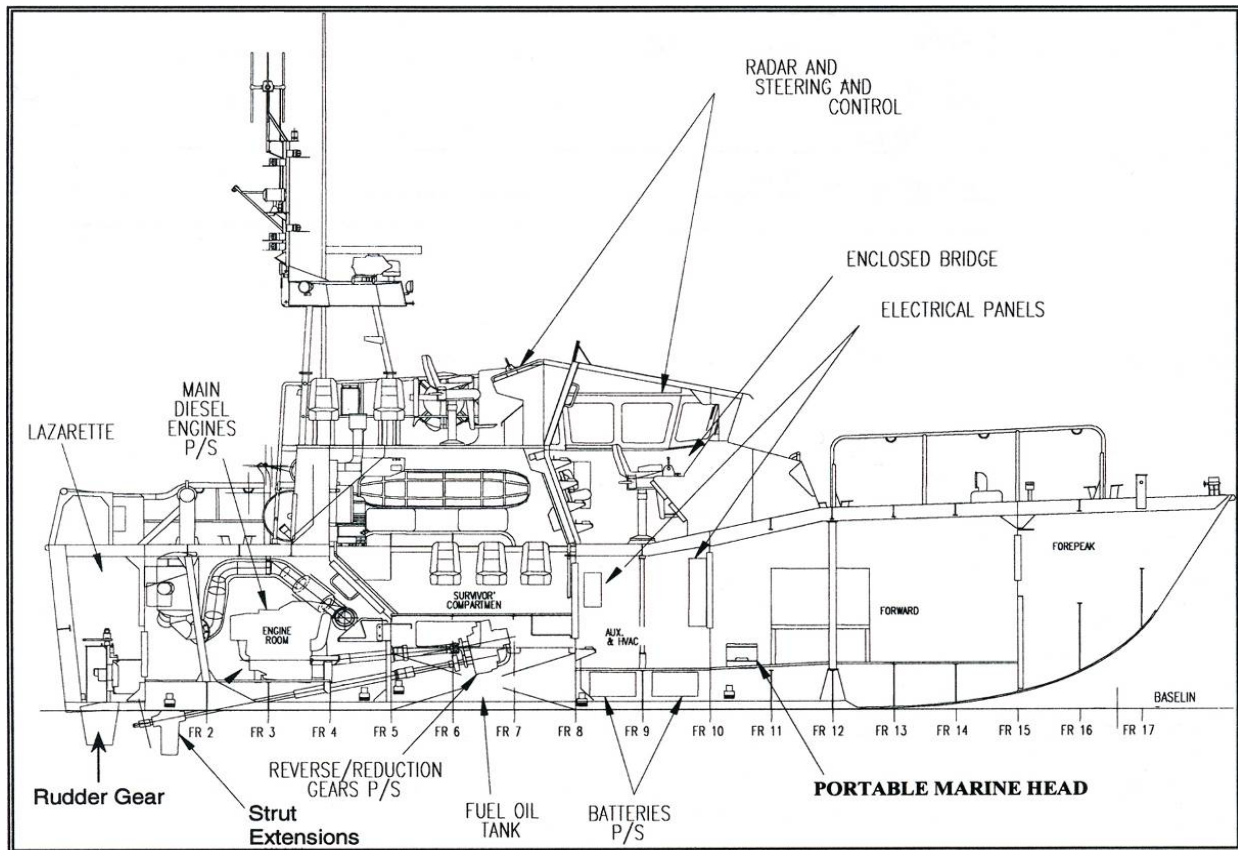 RADAR AND
STEERING AND
CONTROL
ENCLOSED BRIDGE
ELECTRICAL PANELS
MAIN
DIESEL
ENGINES
P/S
LAZARETTE
FOREPEAK
SURVIVOR'
COMPARTMEN
ENGINE
ROOM
FORWARD
AUX.
& HVAC
BASELIN
FR 2 FR 3 FR 4 FR 5 FR 6 FR 7 FR 8 FR 9 FR 10 FR 11 FR 12 FR 13 FR 14 FR 15 FR 16 FR 17
REVERSE/REDUCTION
GEARS P/S
Rudder Gear
Strut
Extensions
FUEL OIL
TANK
BATTERIES
P/S
PORTABLE MARINE HEAD